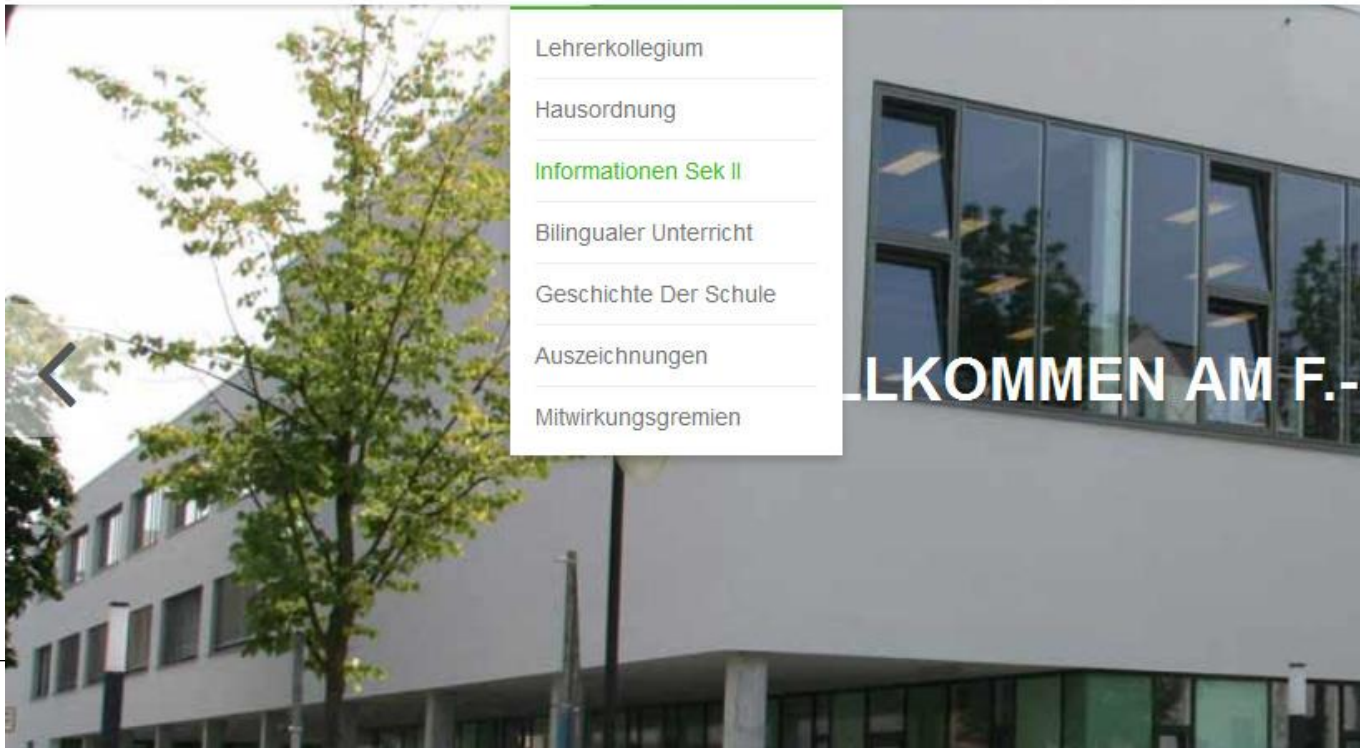 Lehrerkollegium
Hausordnung
Informationen Sek II
Bilingualer Unterricht
Geschichte Der Schule
Auszeichnungen
LLKOMMEN AM F.-
Mitwirkungsgremien